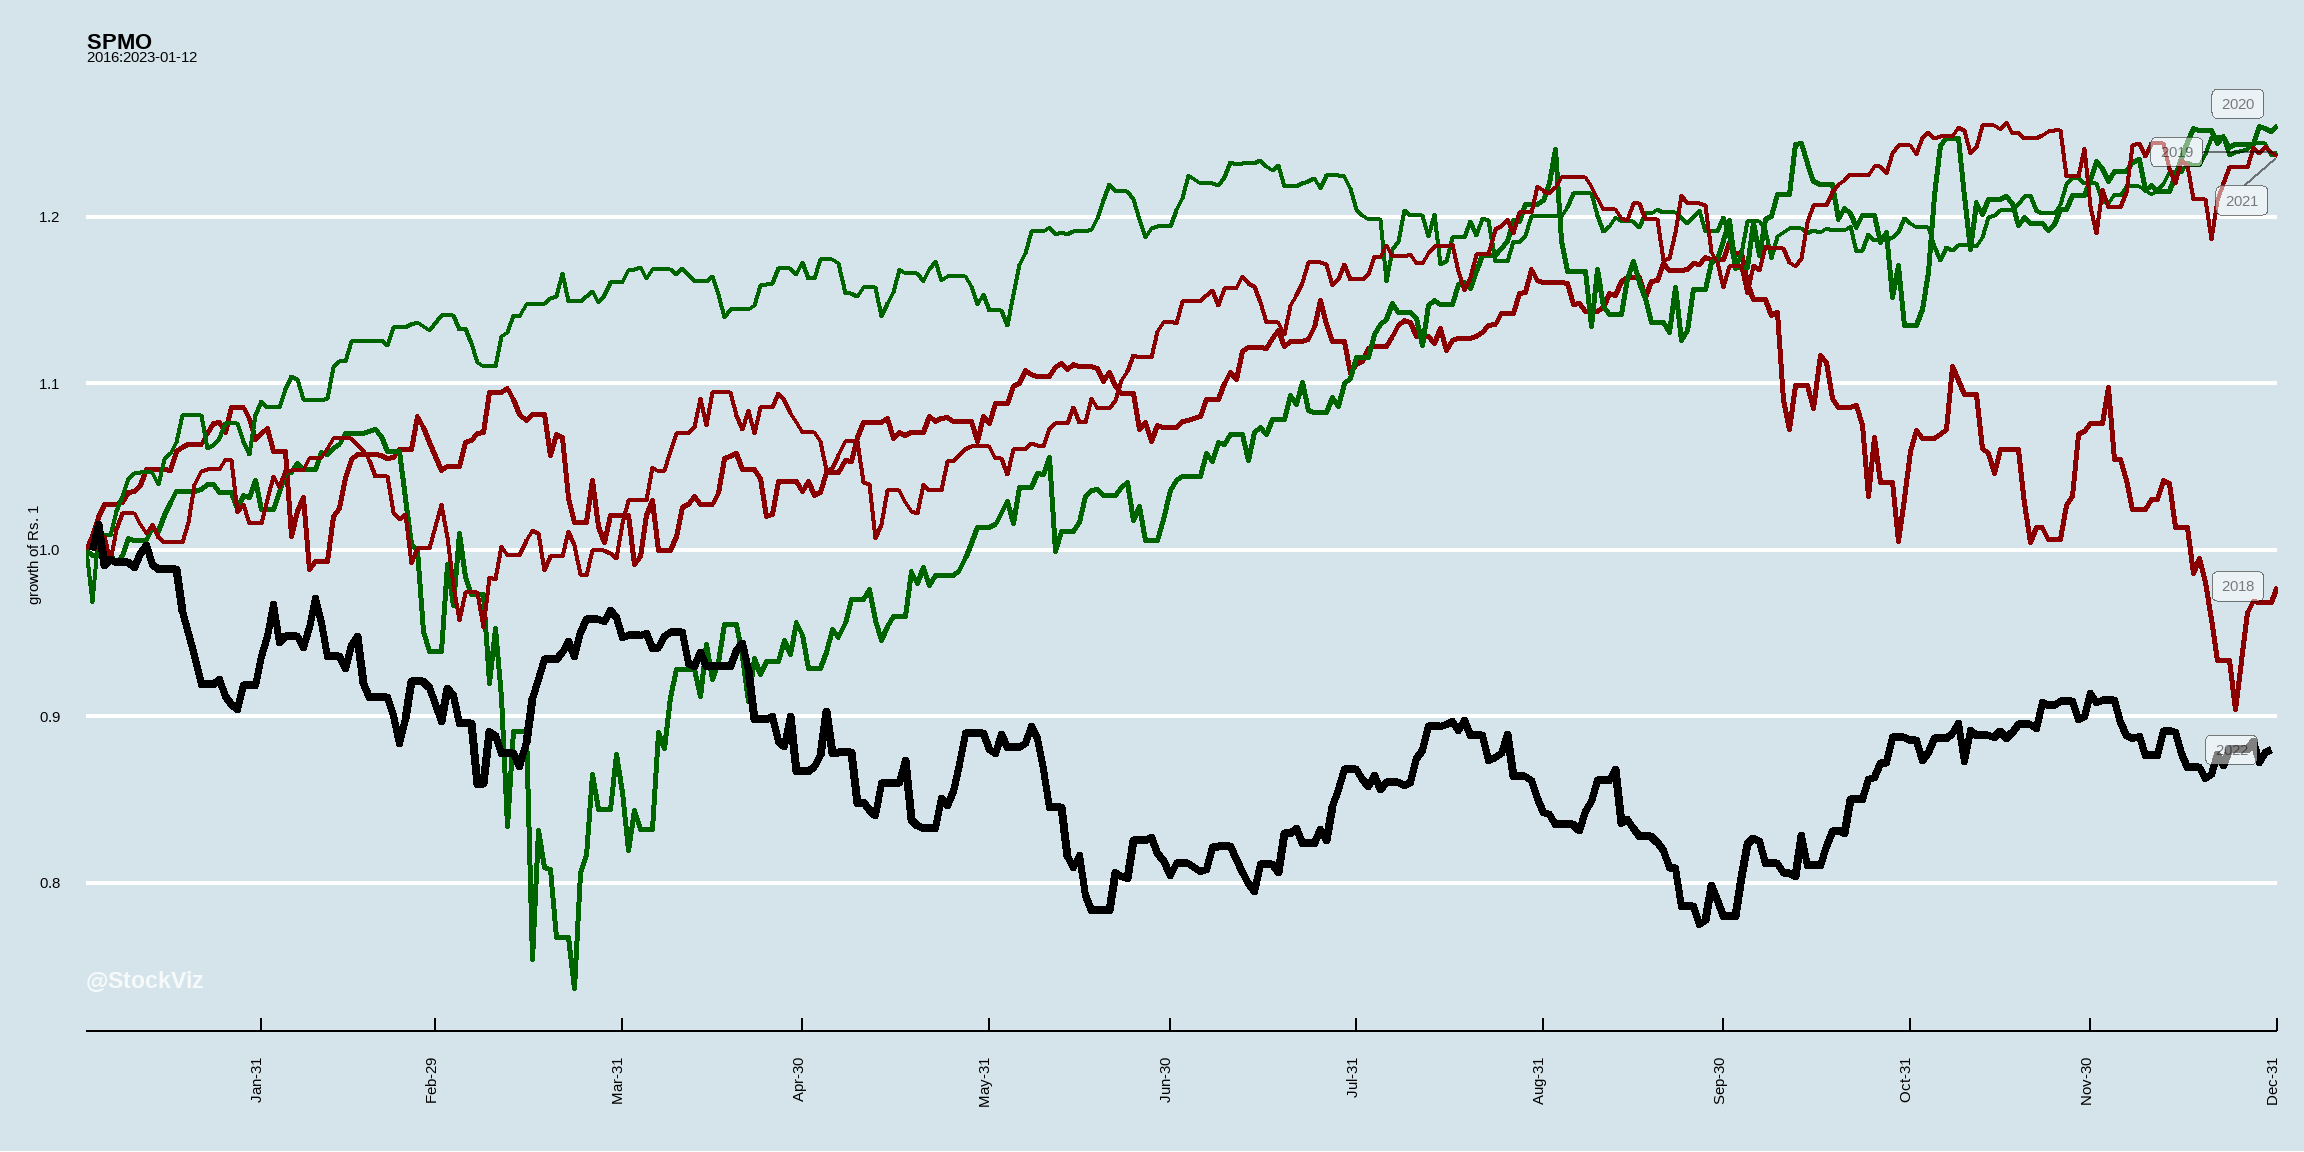 SPMO
2016:2023-01-12
2020
2019
2021
1.2
1.1
1.0
growth of Rs. 1
2018
0.9
2022
0.8
@StockViz
Jan-31
Feb-29
Mar-31
Apr-30
May-31
Jun-30
Jul-31
Aug-31
Sep-30
Oct-31
Nov-30
Dec-31